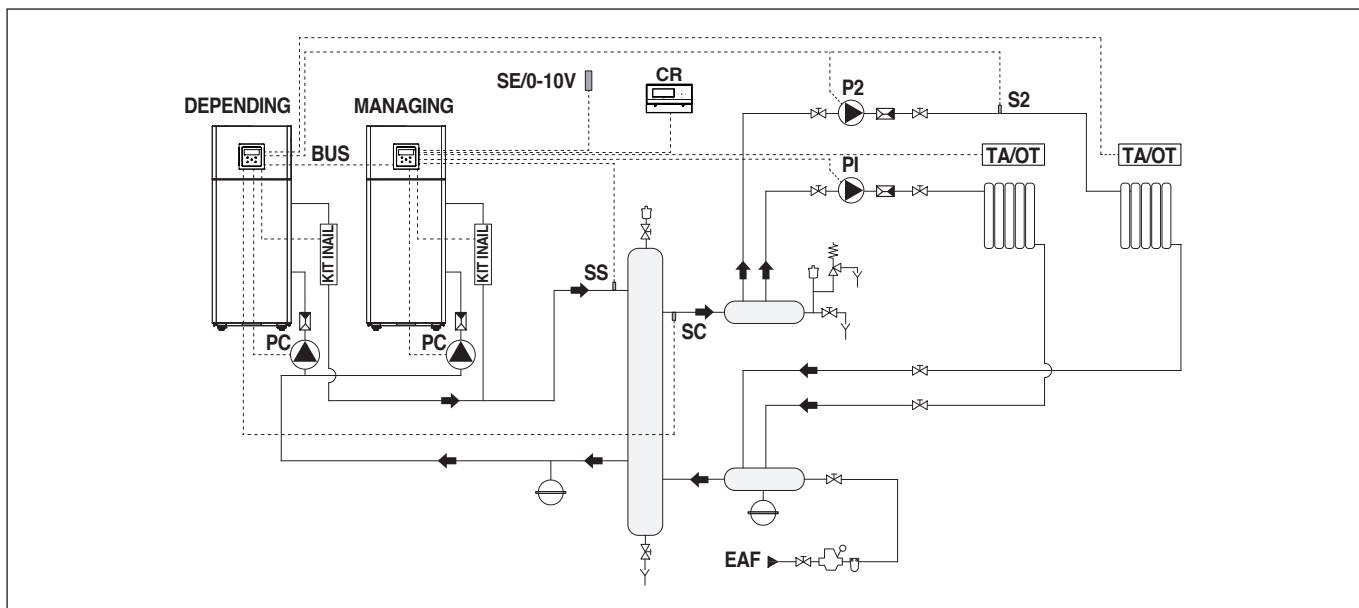 SE/0-10V
CR
P2
DEPENDING
MANAGING
S2
BUS
TA/OT
TA/OT
P1
KIT INAIL
KIT INAIL
SS
SC
PC
PC
EAF